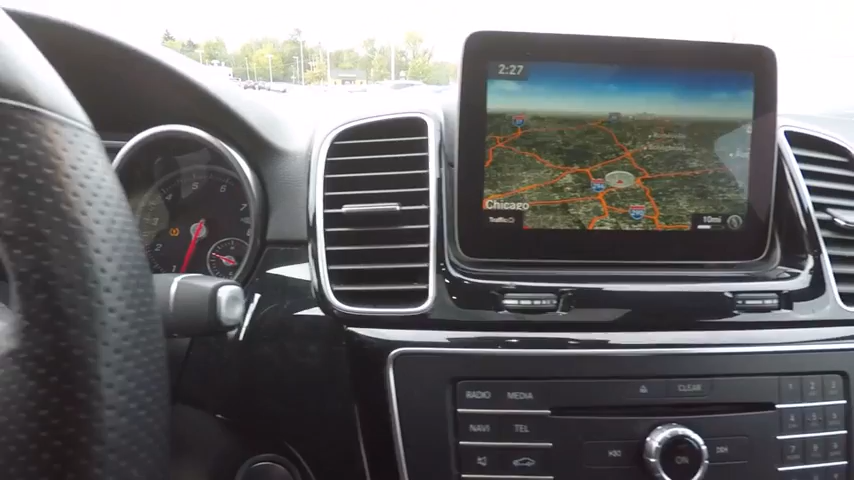 2:27
Chicago
Traffic
10mi
RADIO MEDIA
CLEAR
1 2 3
NAVI TEL
4 5 6
ON
7 8 9